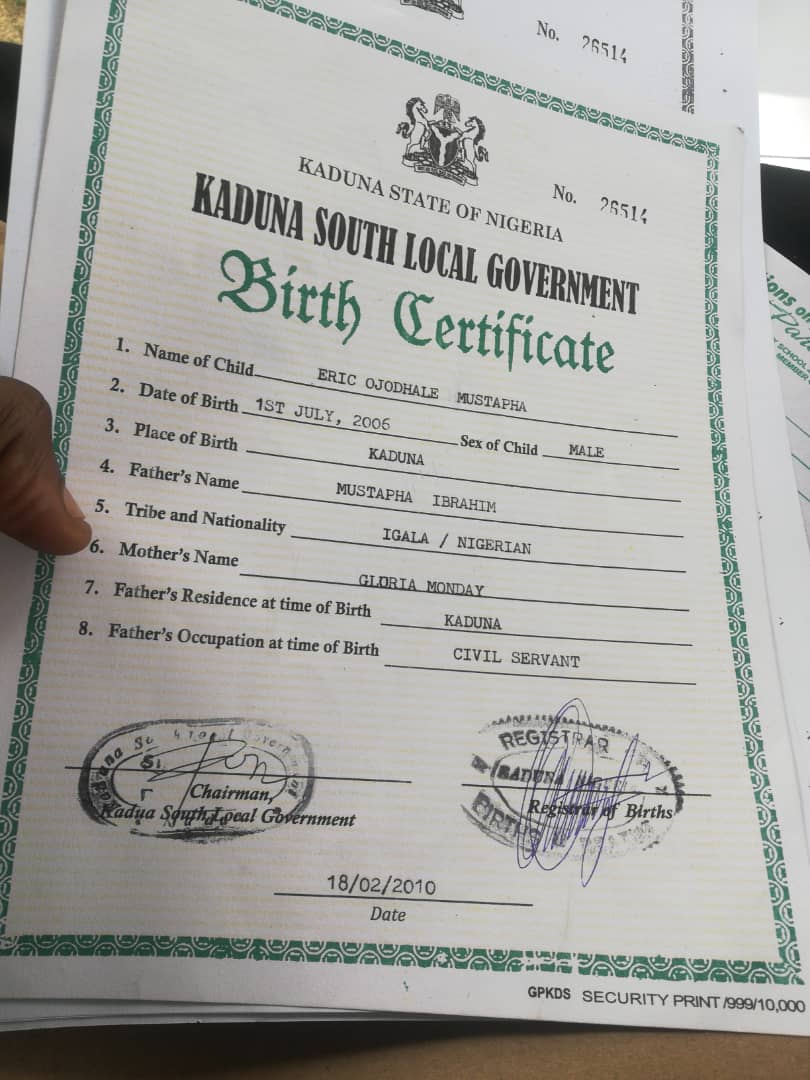 No. 26514
No. 26514
KADUNA STATE OF NIGERIA
KADUNA SOUTH LOCAL GOVERNMENT
Birth Certificate
1. Name of Child ERIC OJODHALE MUSTAPHA
2. Date of Birth 1ST JULY, 2006 Sex of Child MALE
3. Place of Birth KADUNA
4. Father's Name MUSTAPHA IBRAHIM
5. Tribe and Nationality IGALA / NIGERIAN
6. Mother's Name GLORIA MONDAY
7. Father's Residence at time of Birth KADUNA
8. Father's Occupation at time of Birth CIVIL SERVANT
Chairman,
Kadua South Local Government
REGISTRAR
KADUNA
BIRTHS
Registrar of Births
18/02/2010
Date
GPKDS SECURITY PRINT /999/10,000
SCHOOL
MEMBER